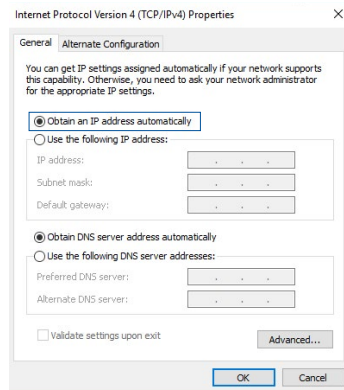 Internet Protocol Version 4 (TCP/IPv4) Properties
General Alternate Configuration
You can get IP settings assigned automatically if your network supports
this capability. Otherwise, you need to ask your network administrator
for the appropriate IP settings.
Obtain an IP address automatically
Use the following IP address:
IP address:
Subnet mask:
Default gateway:
Obtain DNS server address automatically
Use the following DNS server addresses:
Preferred DNS server:
Alternate DNS server:
Validate settings upon exit
Advanced...
OK Cancel